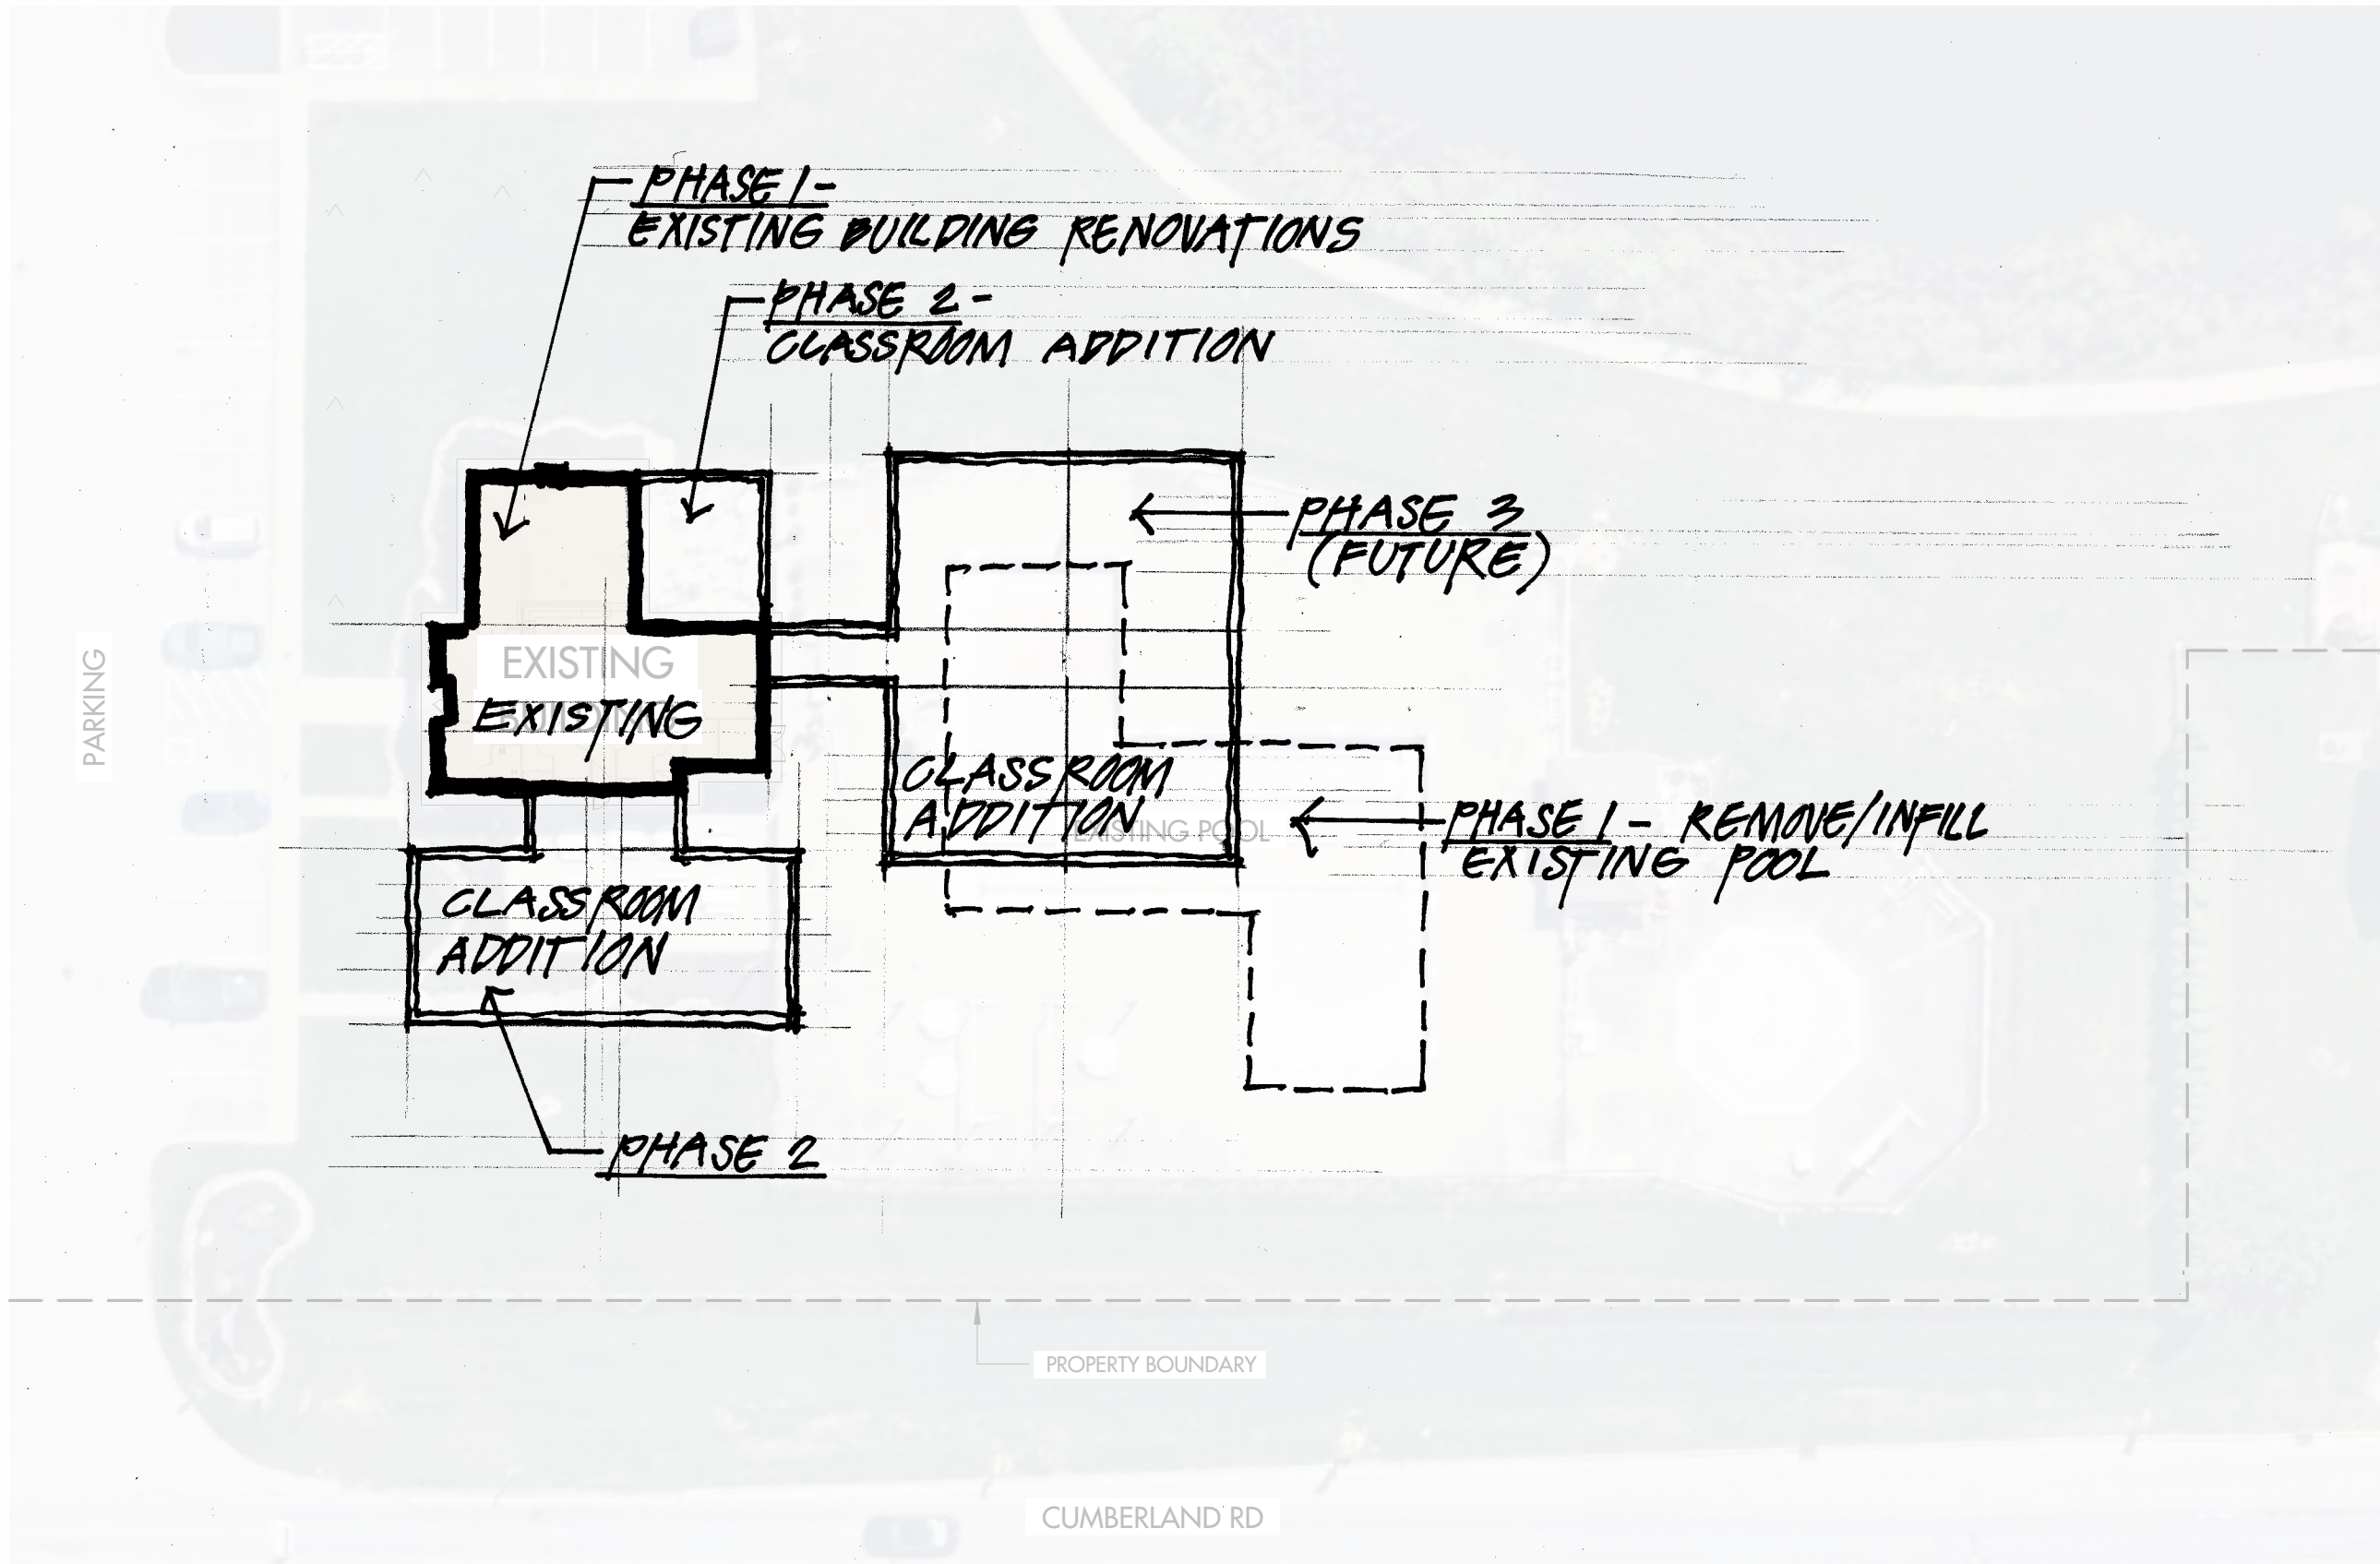 PHASE 1-
EXISTING BUILDING RENOVATIONS
PHASE 2-
CLASSROOM ADDITION
PHASE 3
(FUTURE)
EXISTING
EXISTING
PARKING
CLASSROOM
ADDITION
EXISTING POOL
PHASE 1- REMOVE/INFILL
EXISTING POOL
CLASSROOM
ADDITION
PHASE 2
PROPERTY BOUNDARY
CUMBERLAND RD